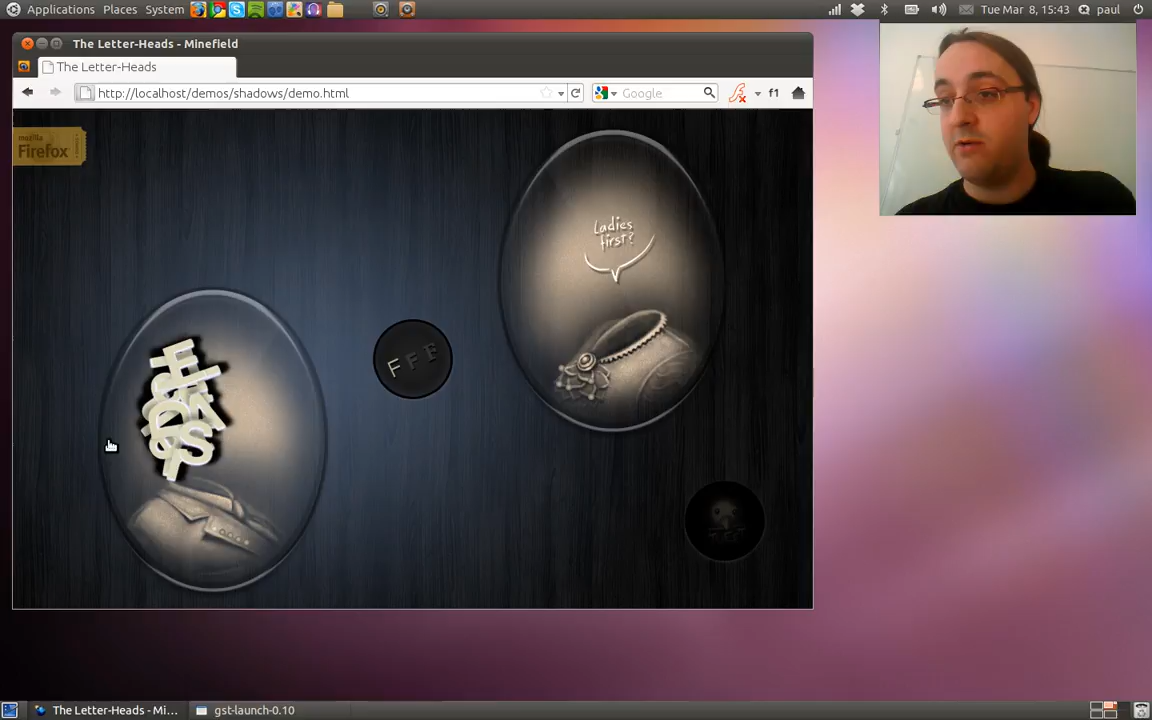 Applications Places System
Tue Mar 8, 15:43 paul
The Letter-Heads - Minefield
The Letter-Heads
http://localhost/demos/shadows/demo.html
Google
f1
mozilla
Firefox
Ladies
first?
F F F
The Letter-Heads - Mi...
gst-launch-0.10